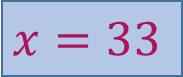 x = 33